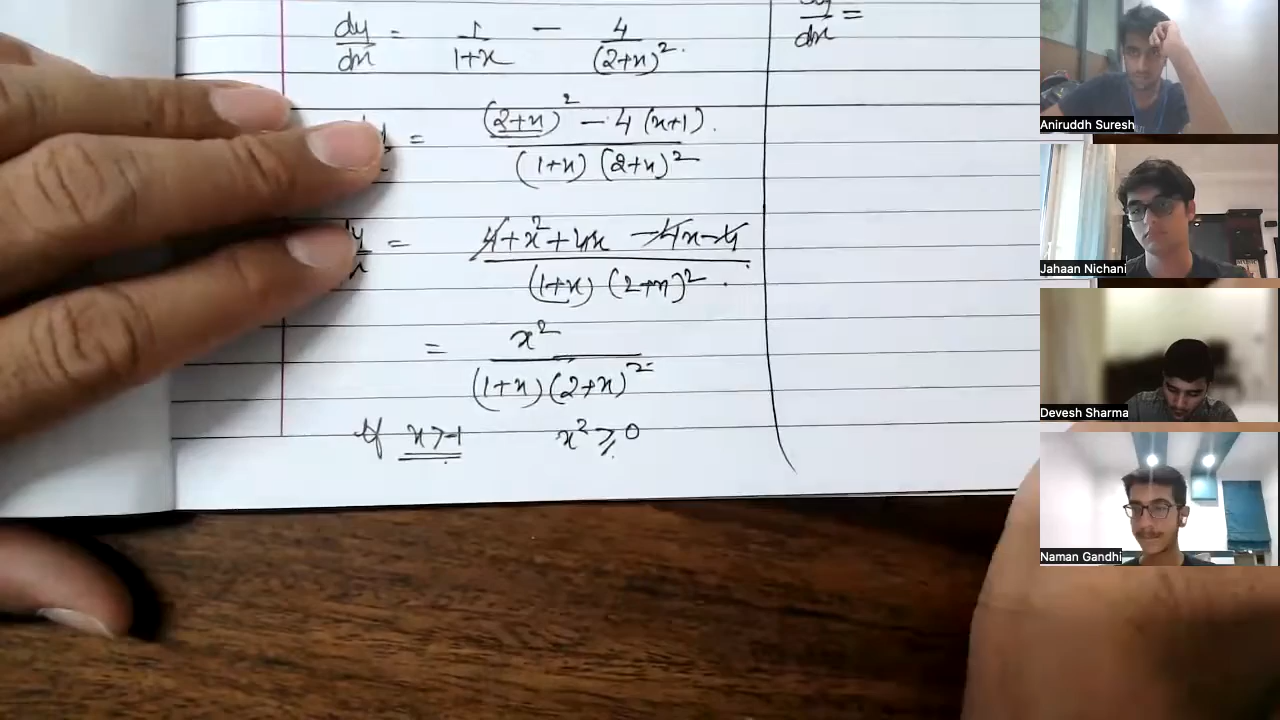 dy/dx = 1/(1+x) - 4/(2+x)².
= ((2+x)² - 4(x+1))/((1+x)(2+x)²).
= (4+x²+4x-4x-4)/((1+x)(2+x)²).
= x²/((1+x)(2+x)²)
If x>-1 x² ≥ 0
dy/dx =
Aniruddh Suresh
Jahaan Nichani
Devesh Sharma
Naman Gandhi